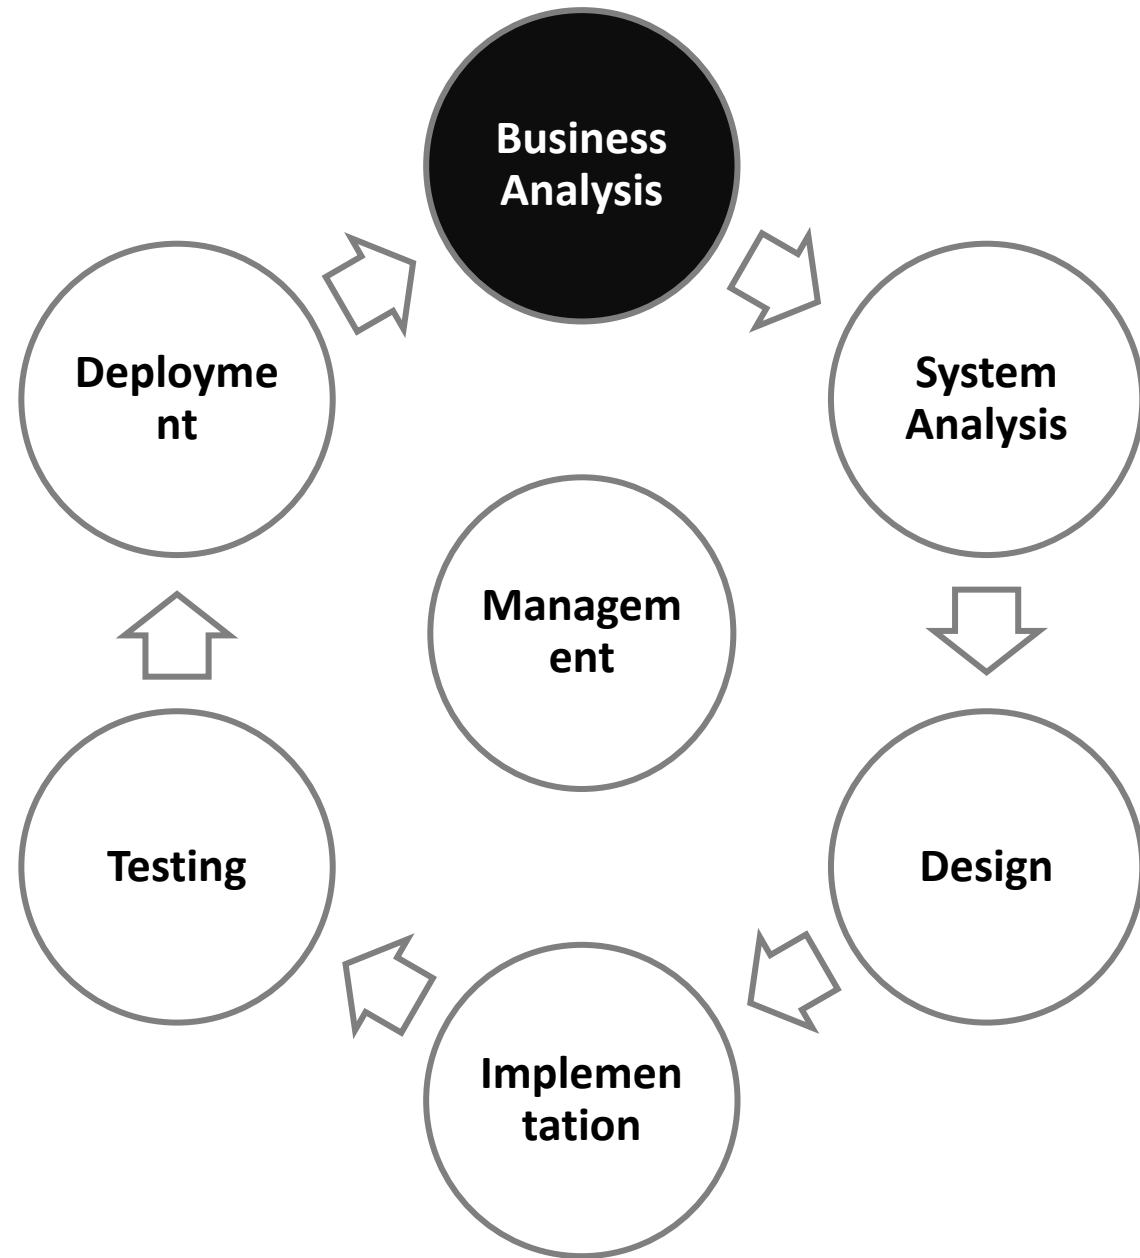 Business
Analysis
Deployme
nt
System
Analysis
Managem
ent
Testing
Design
Implemen
tation